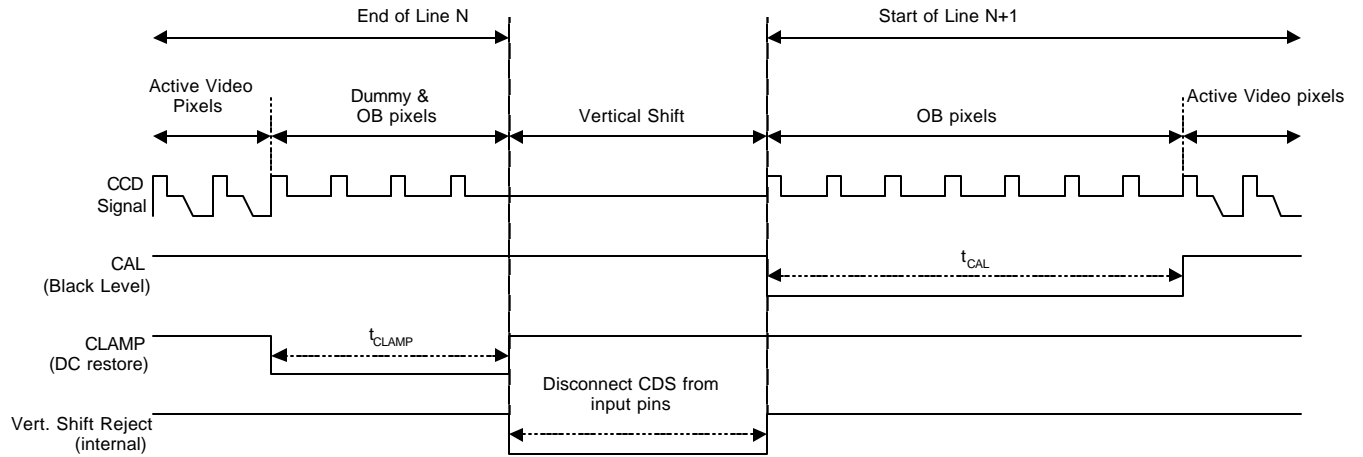 End of Line N
Start of Line N+1
Active Video
Pixels
Dummy &
OB pixels
Vertical Shift
OB pixels
Active Video pixels
CCD
Signal
CAL
(Black Level)
tCAL
CLAMP
(DC restore)
tCLAMP
Disconnect CDS from
input pins
Vert. Shift Reject
(internal)